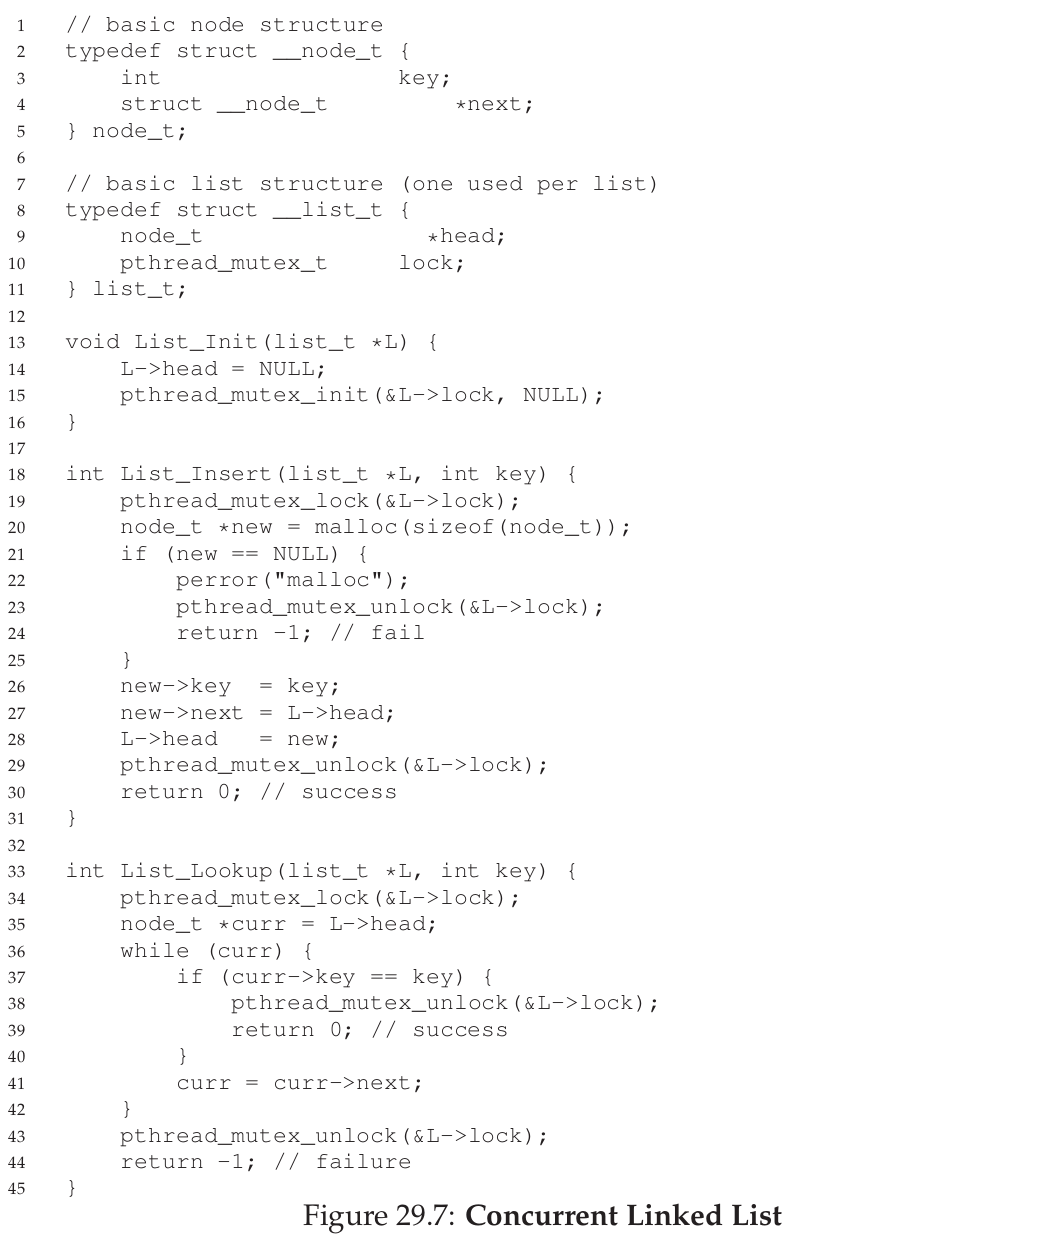 1 // basic node structure
2 typedef struct __node_t {
3     int                 key;
4     struct __node_t         *next;
5 } node_t;
6
7 // basic list structure (one used per list)
8 typedef struct __list_t {
9     node_t                *head;
10     pthread_mutex_t     lock;
11 } list_t;
12
13 void List_Init(list_t *L) {
14     L->head = NULL;
15     pthread_mutex_init(&L->lock, NULL);
16 }
17
18 int List_Insert(list_t *L, int key) {
19     pthread_mutex_lock(&L->lock);
20     node_t *new = malloc(sizeof(node_t));
21     if (new == NULL) {
22         perror("malloc");
23         pthread_mutex_unlock(&L->lock);
24         return -1; // fail
25     }
26     new->key  = key;
27     new->next = L->head;
28     L->head   = new;
29     pthread_mutex_unlock(&L->lock);
30     return 0; // success
31 }
32
33 int List_Lookup(list_t *L, int key) {
34     pthread_mutex_lock(&L->lock);
35     node_t *curr = L->head;
36     while (curr) {
37         if (curr->key == key) {
38             pthread_mutex_unlock(&L->lock);
39             return 0; // success
40         }
41         curr = curr->next;
42     }
43     pthread_mutex_unlock(&L->lock);
44     return -1; // failure
45 }
Figure 29.7: Concurrent Linked List